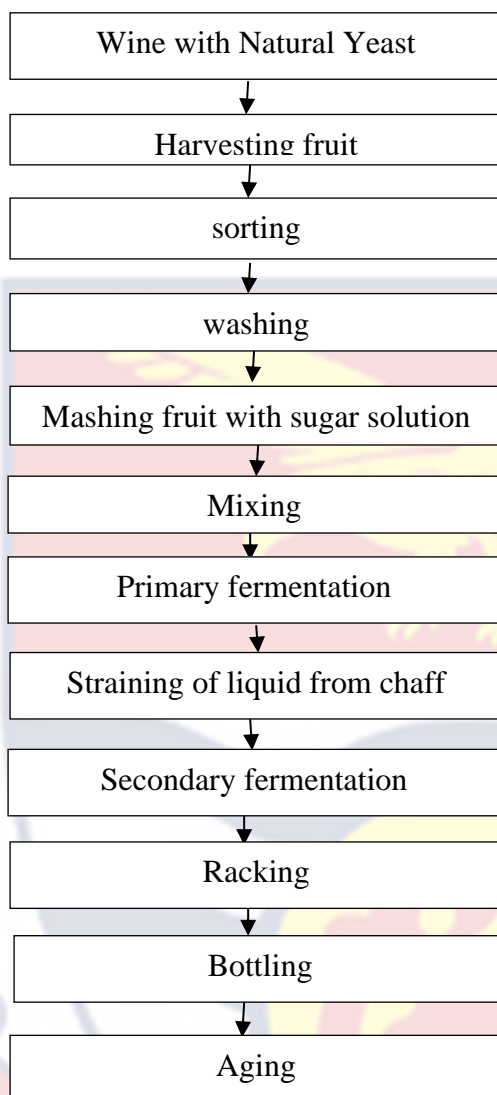 Wine with Natural Yeast
Harvesting fruit
sorting
washing
Mashing fruit with sugar solution
Mixing
Primary fermentation
Straining of liquid from chaff
Secondary fermentation
Racking
Bottling
Aging